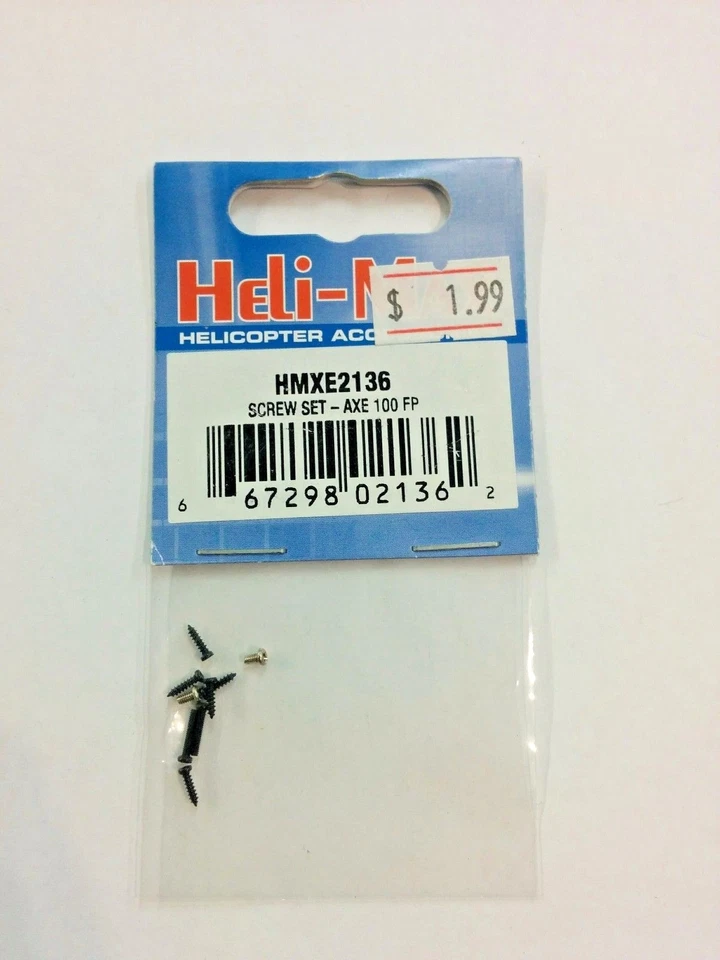 Heli-M
$ 1.99
HELICOPTER ACC
HMXE2136
SCREW SET – AXE 100 FP
6 67298 02136 2